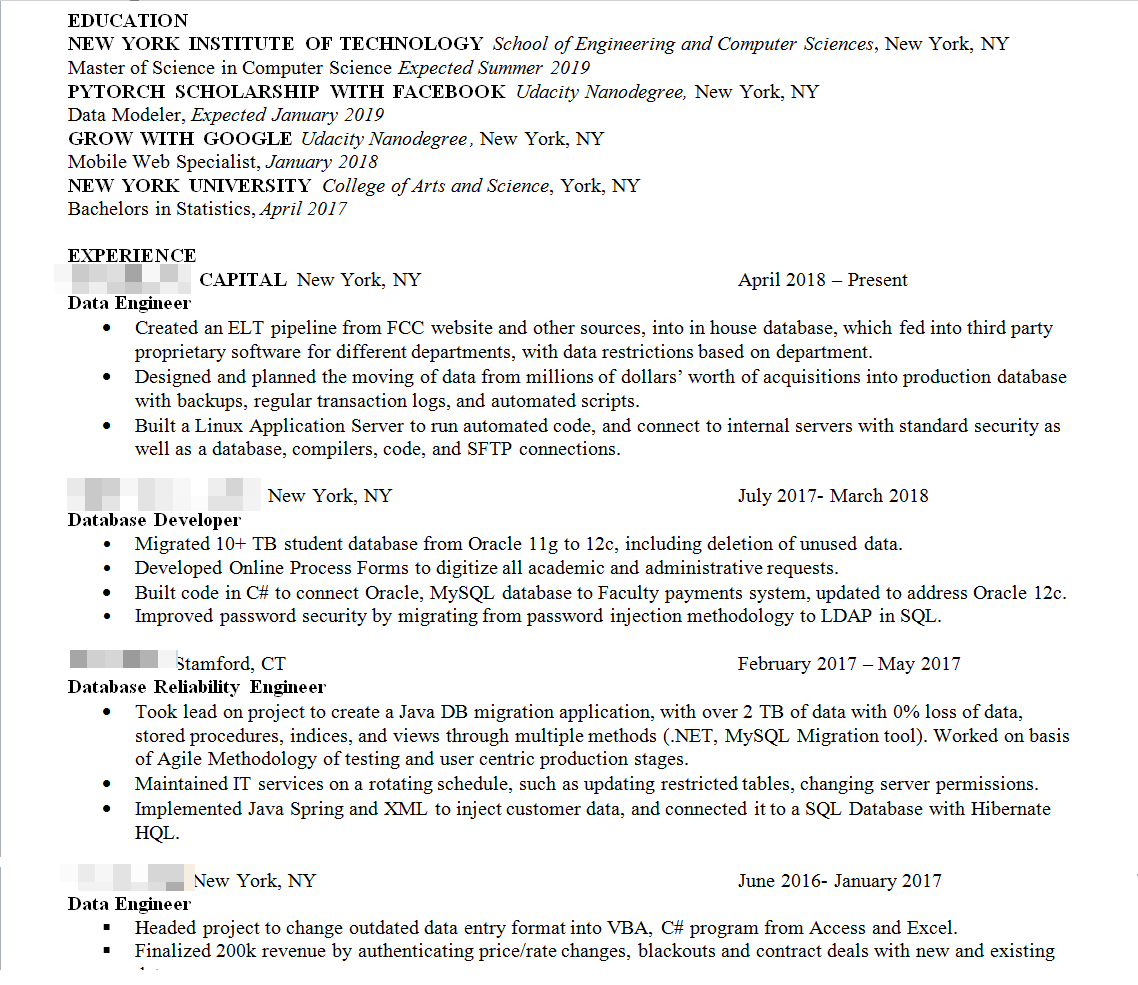 EDUCATION
NEW YORK INSTITUTE OF TECHNOLOGY School of Engineering and Computer Sciences, New York, NY
Master of Science in Computer Science Expected Summer 2019
PYTORCH SCHOLARSHIP WITH FACEBOOK Udacity Nanodegree, New York, NY
Data Modeler, Expected January 2019
GROW WITH GOOGLE Udacity Nanodegree, New York, NY
Mobile Web Specialist, January 2018
NEW YORK UNIVERSITY College of Arts and Science, York, NY
Bachelors in Statistics, April 2017
EXPERIENCE
CAPITAL New York, NY April 2018 – Present
Data Engineer
• Created an ELT pipeline from FCC website and other sources, into in house database, which fed into third party
proprietary software for different departments, with data restrictions based on department.
• Designed and planned the moving of data from millions of dollars’ worth of acquisitions into production database
with backups, regular transaction logs, and automated scripts.
• Built a Linux Application Server to run automated code, and connect to internal servers with standard security as
well as a database, compilers, code, and SFTP connections.
New York, NY July 2017- March 2018
Database Developer
• Migrated 10+ TB student database from Oracle 11g to 12c, including deletion of unused data.
• Developed Online Process Forms to digitize all academic and administrative requests.
• Built code in C# to connect Oracle, MySQL database to Faculty payments system, updated to address Oracle 12c.
• Improved password security by migrating from password injection methodology to LDAP in SQL.
Stamford, CT February 2017 – May 2017
Database Reliability Engineer
• Took lead on project to create a Java DB migration application, with over 2 TB of data with 0% loss of data,
stored procedures, indices, and views through multiple methods (.NET, MySQL Migration tool). Worked on basis
of Agile Methodology of testing and user centric production stages.
• Maintained IT services on a rotating schedule, such as updating restricted tables, changing server permissions.
• Implemented Java Spring and XML to inject customer data, and connected it to a SQL Database with Hibernate
HQL.
New York, NY June 2016- January 2017
Data Engineer
▪ Headed project to change outdated data entry format into VBA, C# program from Access and Excel.
▪ Finalized 200k revenue by authenticating price/rate changes, blackouts and contract deals with new and existing